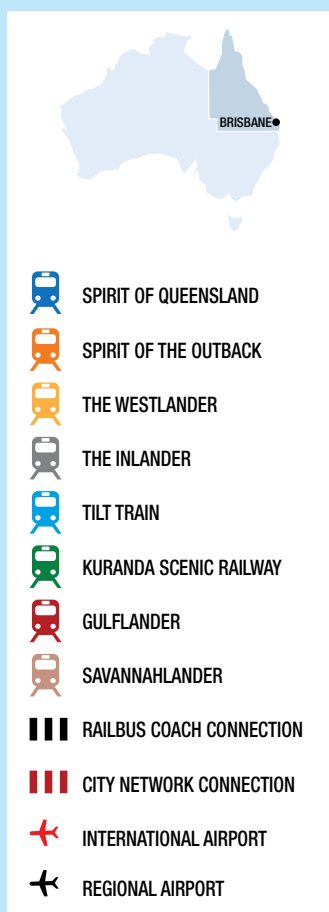 BRISBANE
SPIRIT OF QUEENSLAND
SPIRIT OF THE OUTBACK
THE WESTLANDER
THE INLANDER
TILT TRAIN
KURANDA SCENIC RAILWAY
GULFLANDER
SAVANNAHLANDER
RAILBUS COACH CONNECTION
CITY NETWORK CONNECTION
INTERNATIONAL AIRPORT
REGIONAL AIRPORT